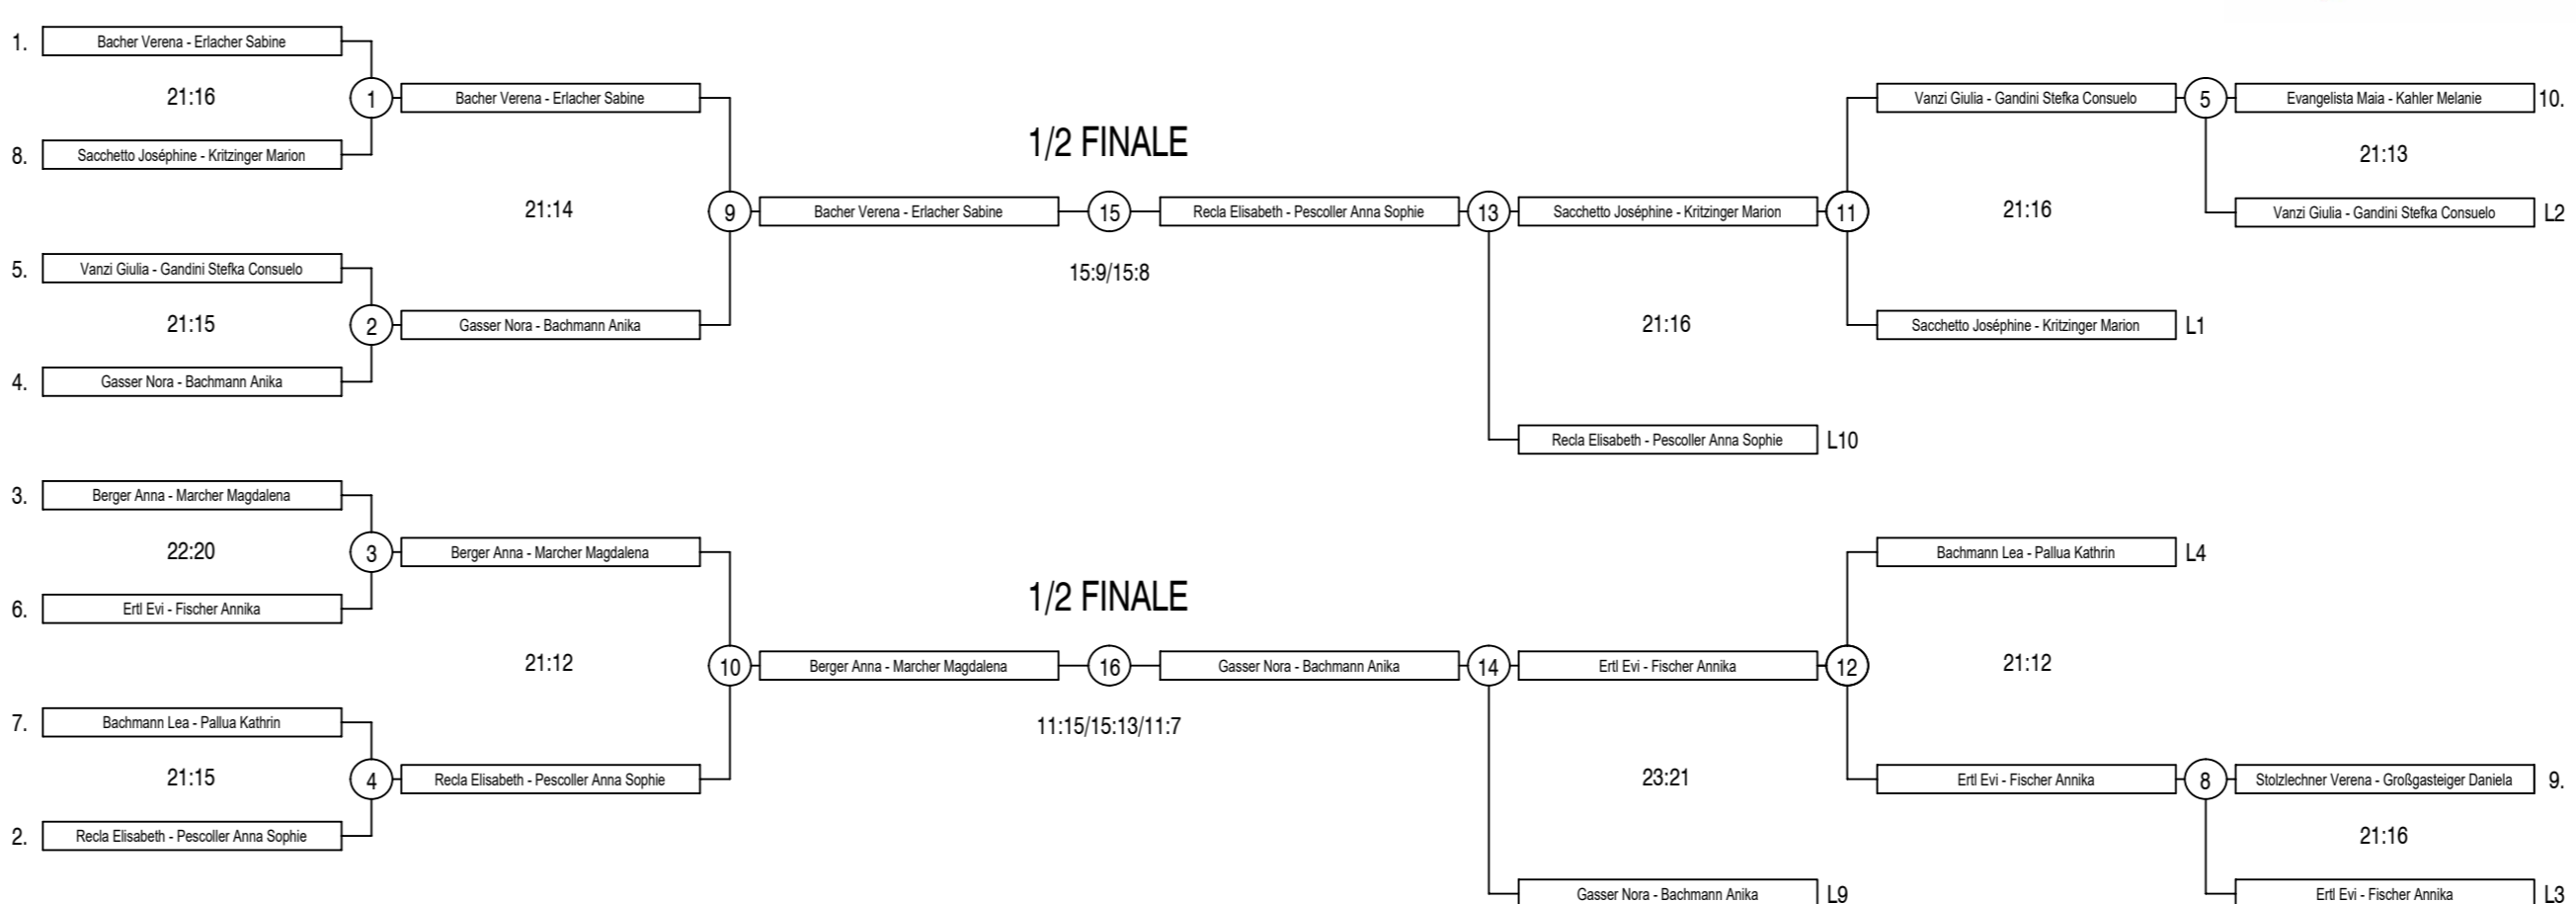 1. Bacher Verena - Erlacher Sabine
21:16
1
Bacher Verena - Erlacher Sabine
8. Sacchetto Joséphine - Kritzinger Marion
21:14
9
5. Vanzi Giulia - Gandini Stefka Consuelo
21:15
2
Gasser Nora - Bachmann Anika
4. Gasser Nora - Bachmann Anika
3. Berger Anna - Marcher Magdalena
22:20
3
Berger Anna - Marcher Magdalena
6. Ertl Evi - Fischer Annika
21:12
10
7. Bachmann Lea - Pallua Kathrin
21:15
4
Recla Elisabeth - Pescoller Anna Sophie
2. Recla Elisabeth - Pescoller Anna Sophie
1/2 FINALE
Bacher Verena - Erlacher Sabine
15
Recla Elisabeth - Pescoller Anna Sophie
15:9/15:8
13
Sacchetto Joséphine - Kritzinger Marion
21:16
Recla Elisabeth - Pescoller Anna Sophie L10
11
Vanzi Giulia - Gandini Stefka Consuelo
21:16
Sacchetto Joséphine - Kritzinger Marion L1
5
Evangelista Maia - Kahler Melanie 10.
21:13
Vanzi Giulia - Gandini Stefka Consuelo L2
1/2 FINALE
Berger Anna - Marcher Magdalena
16
Gasser Nora - Bachmann Anika
11:15/15:13/11:7
14
Ertl Evi - Fischer Annika
23:21
Gasser Nora - Bachmann Anika L9
12
Bachmann Lea - Pallua Kathrin L4
21:12
Ertl Evi - Fischer Annika
8
Stolzlechner Verena - Großgasteiger Daniela 9.
21:16
Ertl Evi - Fischer Annika L3